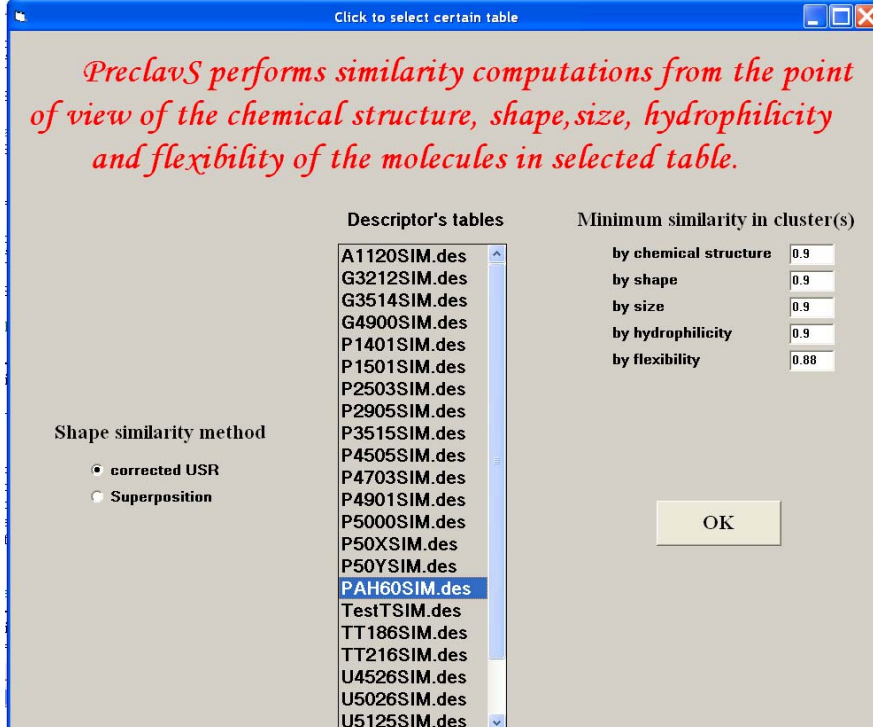 Click to select certain table
PreclavS performs similarity computations from the point
of view of the chemical structure, shape,size, hydrophilicity
and flexibility of the molecules in selected table.
Descriptor's tables
A1120SIM.des
G3212SIM.des
G3514SIM.des
G4900SIM.des
P1401SIM.des
P1501SIM.des
P2503SIM.des
P2905SIM.des
P3515SIM.des
P4505SIM.des
P4703SIM.des
P4901SIM.des
P5000SIM.des
P50XSIM.des
P50YSIM.des
PAH60SIM.des
TestTSIM.des
TT186SIM.des
TT216SIM.des
U4526SIM.des
U5026SIM.des
U5125SIM.des
Minimum similarity in cluster(s)
by chemical structure 0.9
by shape 0.9
by size 0.9
by hydrophilicity 0.9
by flexibility 0.88
Shape similarity method
corrected USR
Superposition
OK